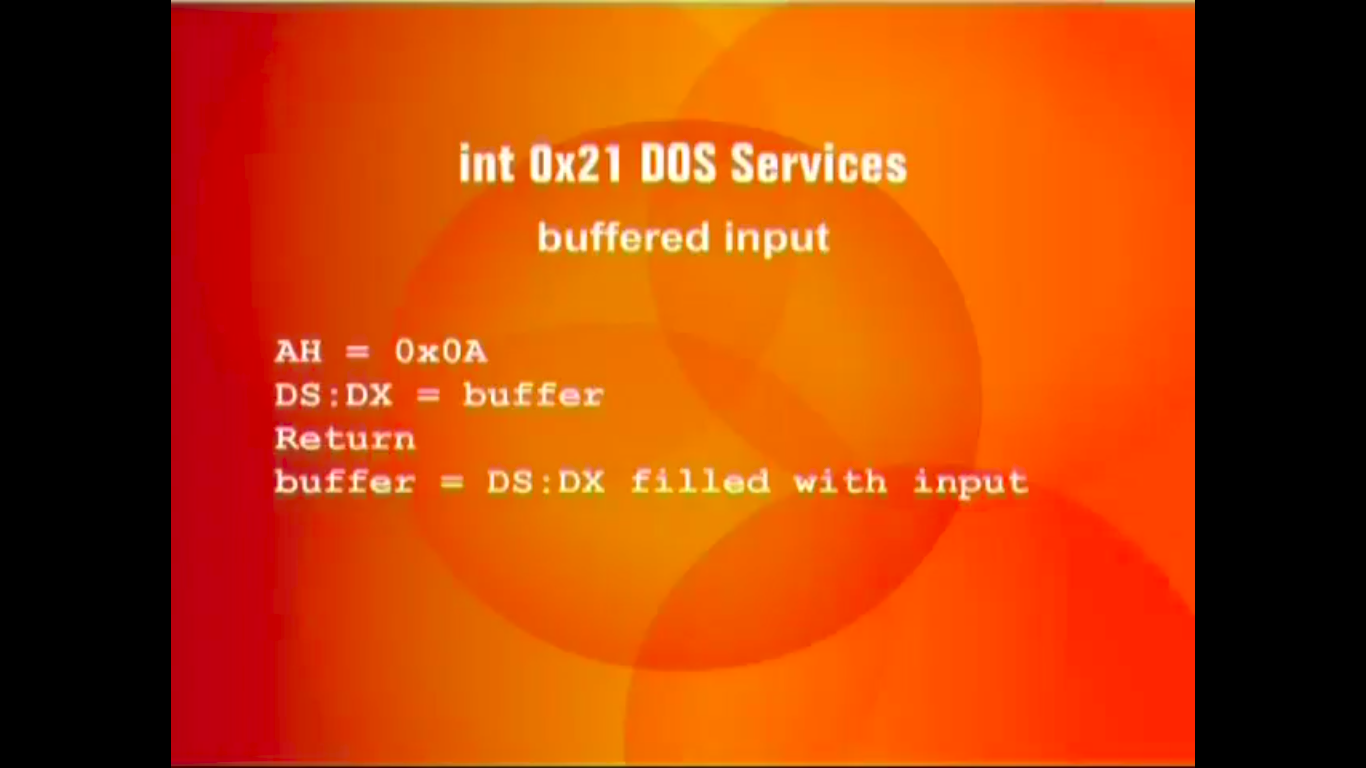 int 0x21 DOS Services
buffered input
AH = 0x0A
DS:DX = buffer
Return
buffer = DS:DX filled with input